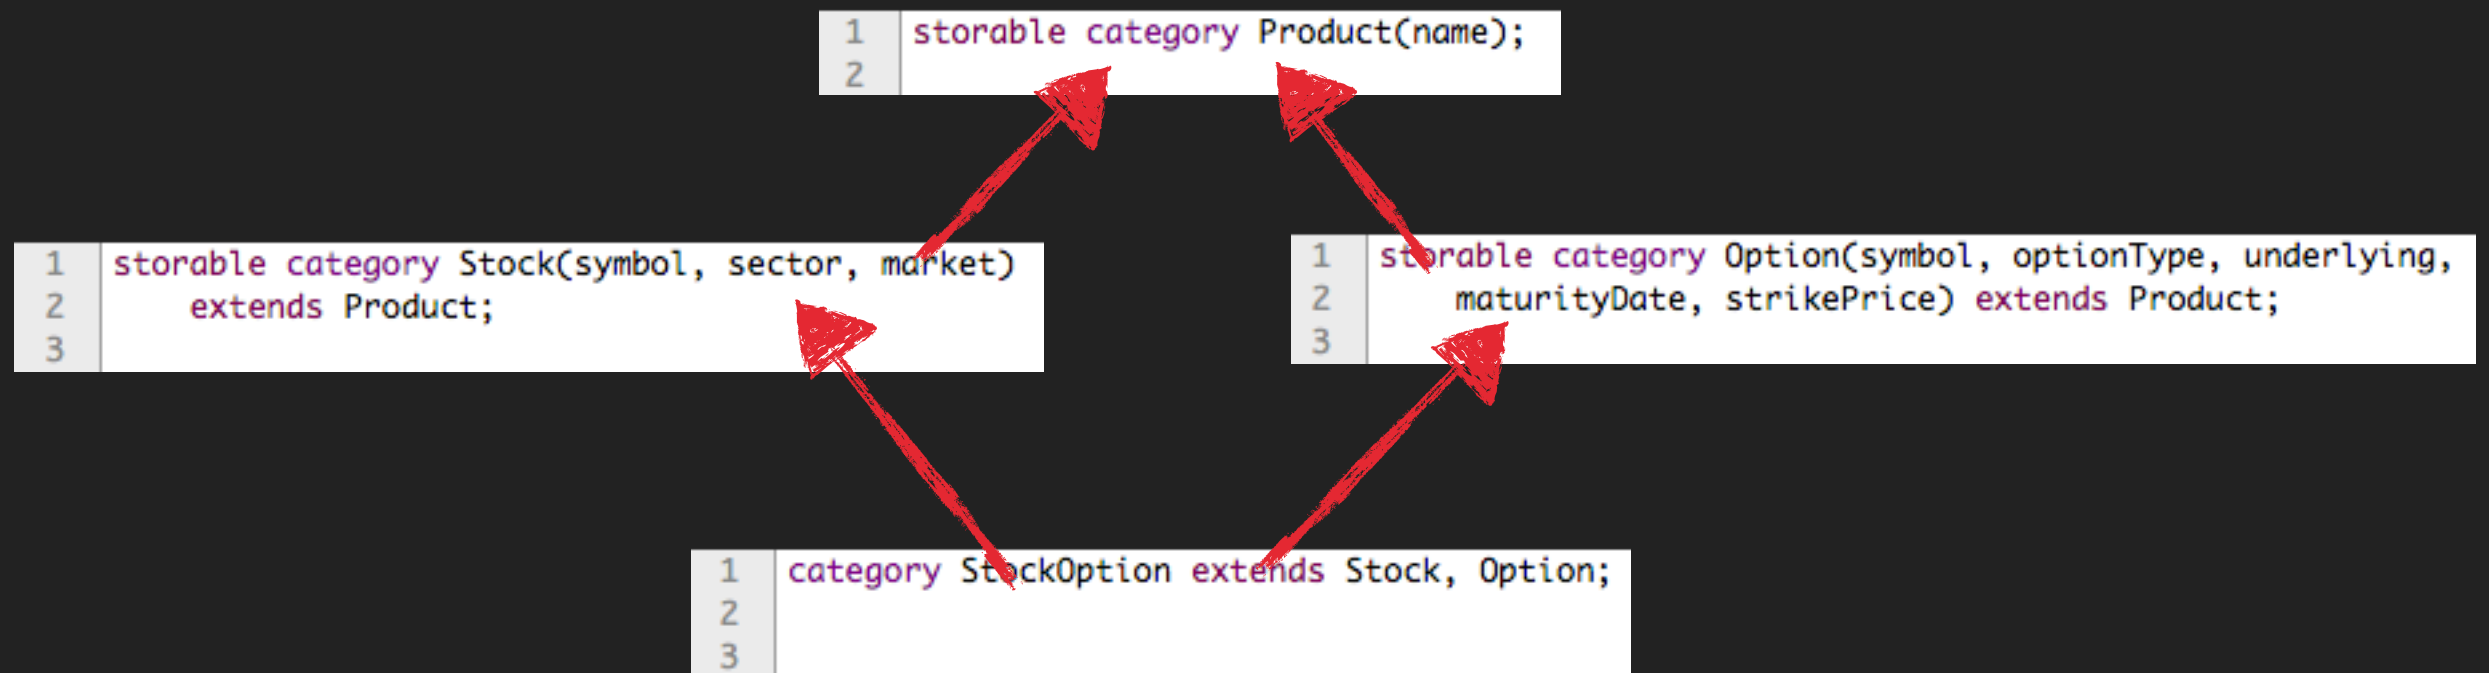 1 storable category Product(name);
2
1 storable category Stock(symbol, sector, market)
2 extends Product;
3
1 storable category Option(symbol, optionType, underlying,
2 maturityDate, strikePrice) extends Product;
3
1 category StockOption extends Stock, Option;
2
3